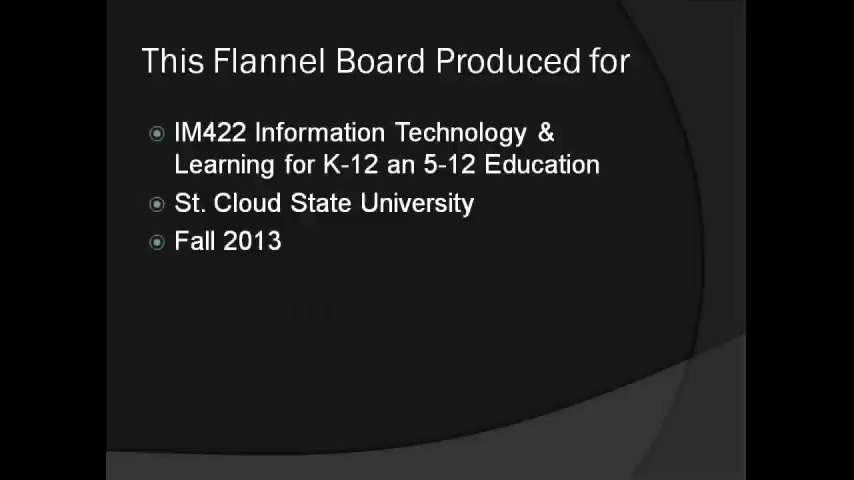 This Flannel Board Produced for
IM422 Information Technology &
Learning for K-12 an 5-12 Education
St. Cloud State University
Fall 2013